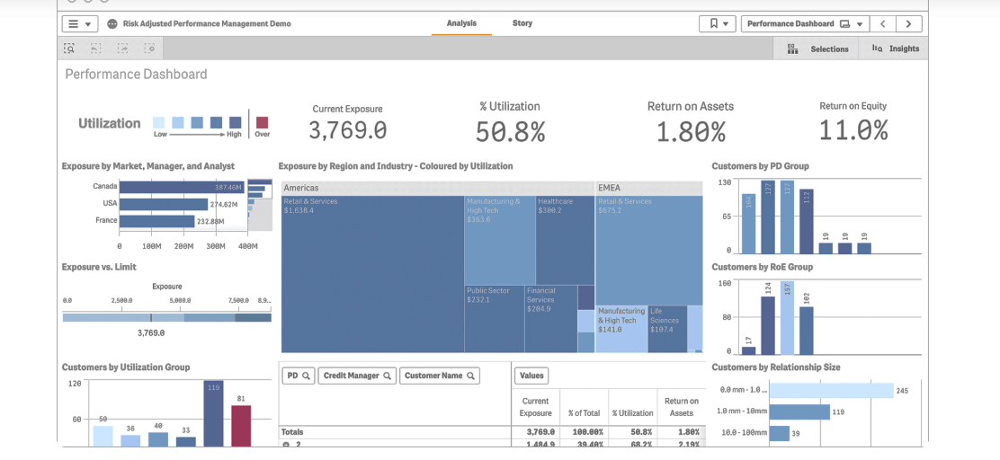 Risk Adjusted Performance Management Demo
Analysis
Story
Performance Dashboard
Selections
Insights
Performance Dashboard
Utilization
Low
High
Over
Current Exposure
3,769.0
% Utilization
50.8%
Return on Assets
1.80%
Return on Equity
11.0%
Exposure by Market, Manager, and Analyst
Canada
387.46M
USA
274.62M
France
232.88M
0 100M 200M 300M 400M
Exposure by Region and Industry - Coloured by Utilization
Americas
Retail & Services
$1,638.4
Manufacturing &
High Tech
$363.6
Healthcare
$300.2
Public Sector
$232.1
Financial
Services
$204.9
EMEA
Retail & Services
$675.2
Manufacturing
& High Tech
$141.0
Life
Sciences
$107.4
Customers by PD Group
130
65
0
104
127
127
112
19
19
19
Exposure vs. Limit
Exposure
0.0 2,500.0 5,000.0 7,500.0 8,9...
3,769.0
Customers by RoE Group
160
80
0
17
124
157
102
Customers by Utilization Group
120
60
50
36
40
33
119
81
PD
Credit Manager
Customer Name
Values
Current
Exposure
% of Total
% Utilization
Return on
Assets
Totals
3,769.0 100.00% 50.8% 1.80%
2
1,484.9 39.40% 68.2% 2.19%
Customers by Relationship Size
0.0 mm - 1.0 ...
245
1.0 mm - 10mm
119
10.0 - 100mm
39